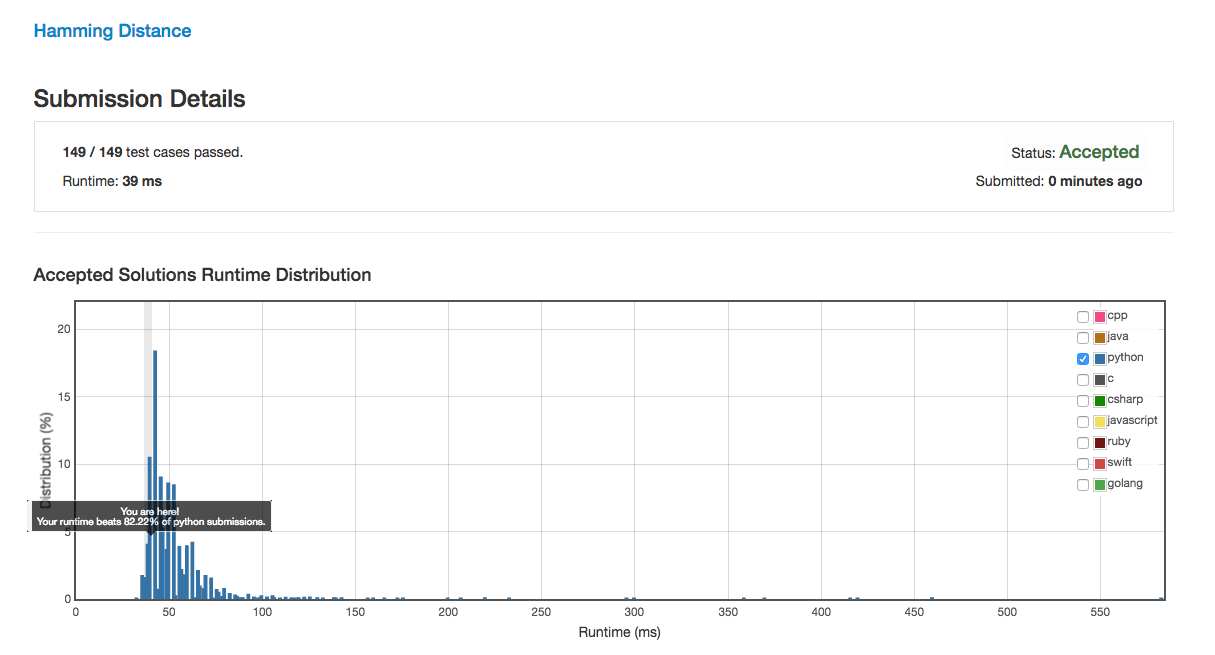 Hamming Distance
Submission Details
149 / 149 test cases passed.
Status: Accepted
Runtime: 39 ms
Submitted: 0 minutes ago
Accepted Solutions Runtime Distribution
cpp
java
python
c
csharp
javascript
ruby
swift
golang
20
15
10
5
0
Distribution (%)
You are here!
Your runtime beats 82.22% of python submissions.
0 50 100 150 200 250 300 350 400 450 500 550
Runtime (ms)